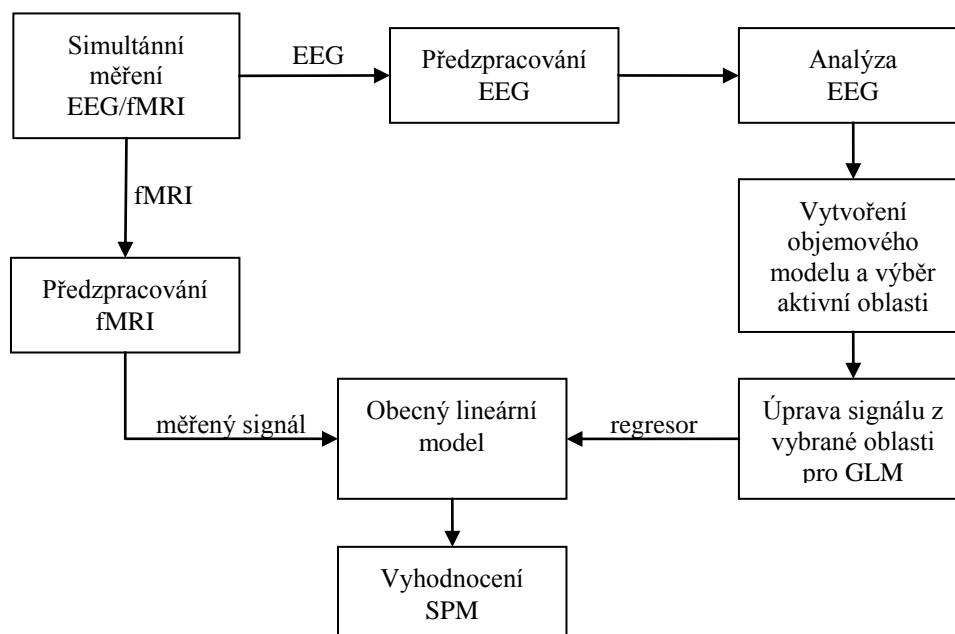 Simultánní
měření
EEG/fMRI
EEG
Předzpracování
EEG
Analýza
EEG
fMRI
Vytvoření
objemového
modelu a výběr
aktivní oblasti
Předzpracování
fMRI
měřený signál
Obecný lineární
model
regresor
Úprava signálu z
vybrané oblasti
pro GLM
Vyhodnocení
SPM